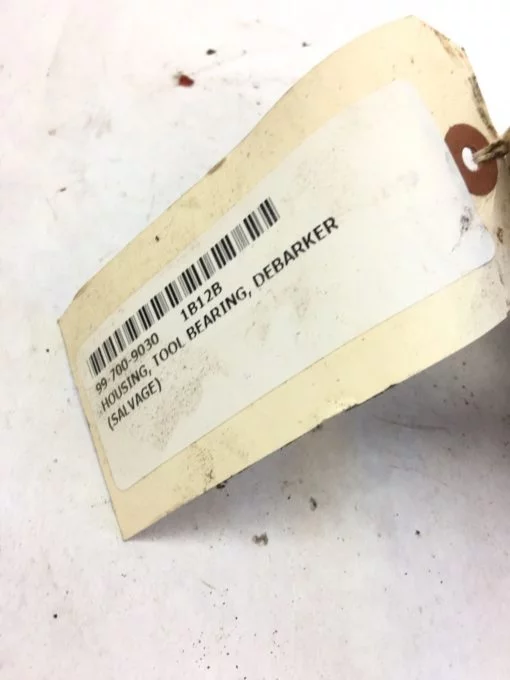 99-700-9030 1B12B
HOUSING, TOOL BEARING, DEBARKER
(SALVAGE)